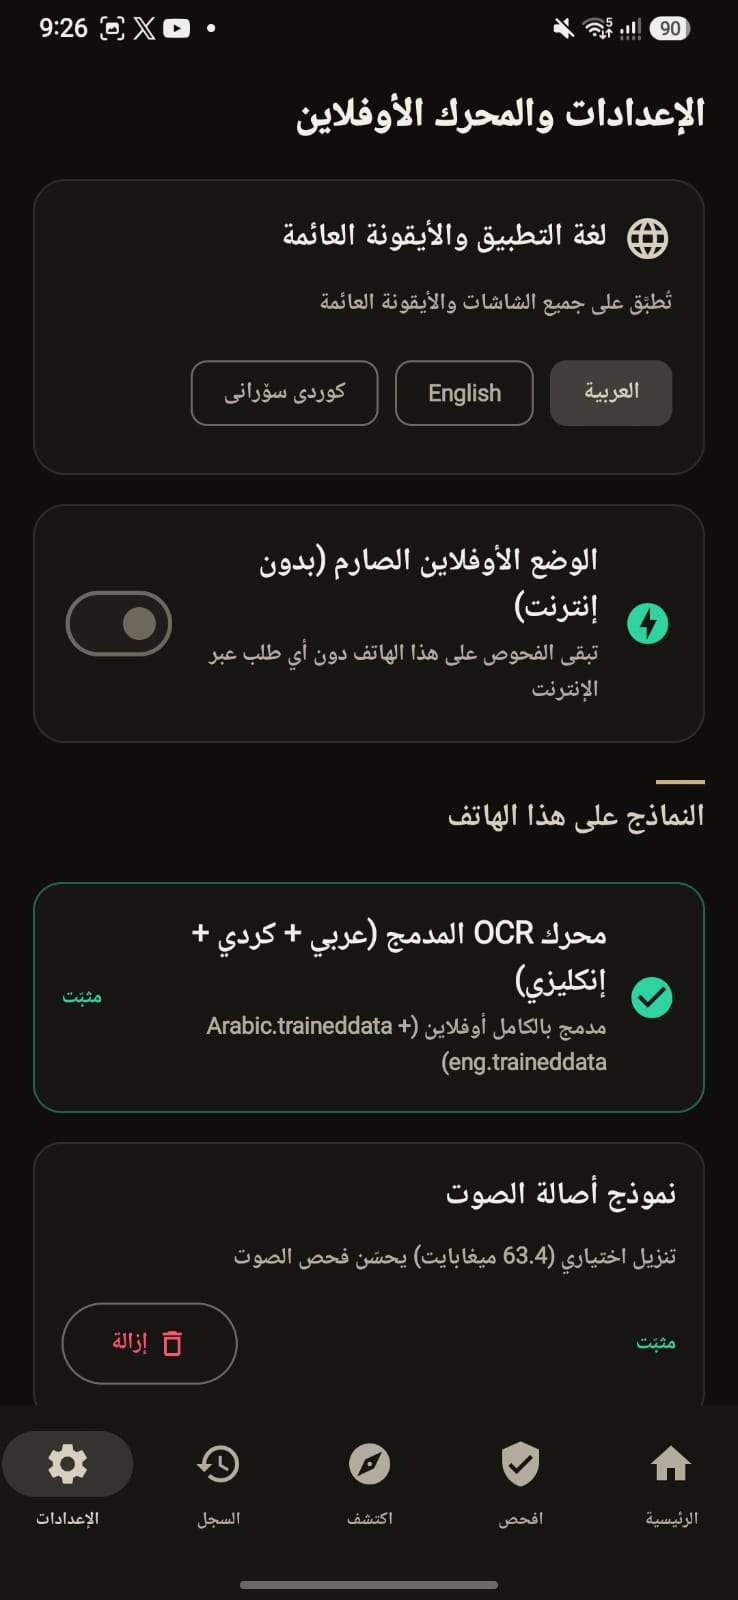 9:26
90
الإعدادات والمحرك الأوفلاين
لغة التطبيق والأيقونة العائمة
تُطبَّق على جميع الشاشات والأيقونة العائمة
العربية
English
کوردی سۆرانی
الوضع الأوفلاين الصارم (بدون
إنترنت)
تبقى الفحوص على هذا الهاتف دون أي طلب عبر
الإنترنت
النماذج على هذا الهاتف
محرك OCR المدمج (عربي + كردي +
إنكليزي)
مثبّت
مدمج بالكامل أوفلاين (Arabic.traineddata +
eng.traineddata)
نموذج أصالة الصوت
تنزيل اختياري (63.4 ميغابايت) يحسّن فحص الصوت
مثبّت
إزالة
الرئيسية
افحص
اكتشف
السجل
الإعدادات